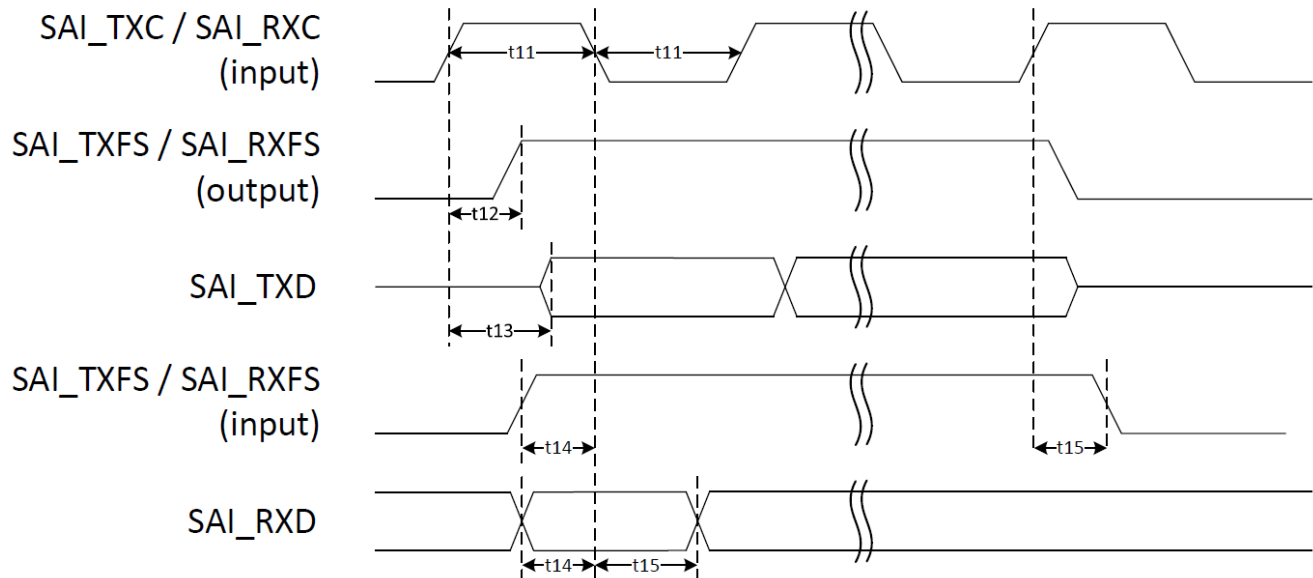 SAI_TXC / SAI_RXC
(input)
t11 t11
SAI_TXFS / SAI_RXFS
(output)
t12
SAI_TXD
t13
SAI_TXFS / SAI_RXFS
(input)
t14 t15
SAI_RXD
t14 t15